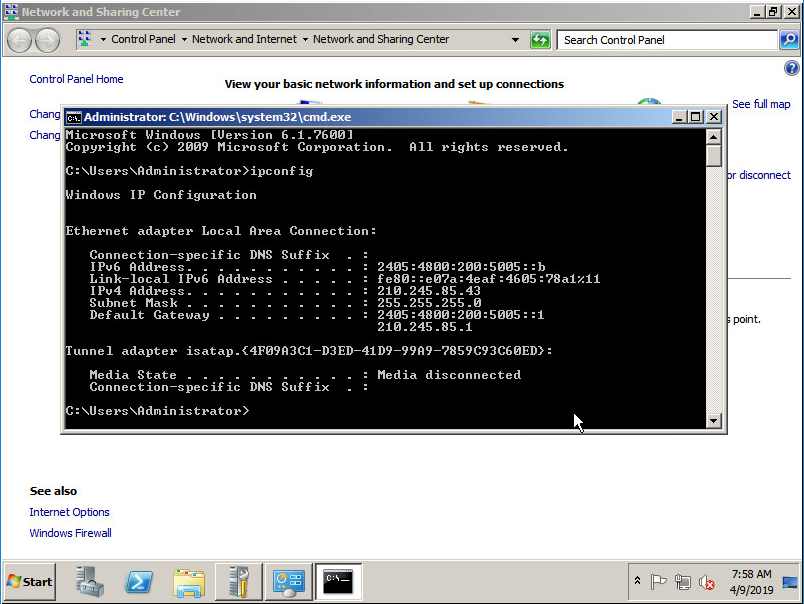 Network and Sharing Center
Control Panel Network and Internet Network and Sharing Center
Search Control Panel
Control Panel Home
View your basic network information and set up connections
See full map
Chang
Chang
or disconnect
s point.
Administrator: C:\Windows\system32\cmd.exe
Microsoft Windows [Version 6.1.7600]
Copyright (c) 2009 Microsoft Corporation.  All rights reserved.
C:\Users\Administrator>ipconfig
Windows IP Configuration
Ethernet adapter Local Area Connection:
   Connection-specific DNS Suffix  . :
   IPv6 Address. . . . . . . . . . . : 2405:4800:200:5005::b
   Link-local IPv6 Address . . . . . : fe80::e07a:4eaf:4605:78a1%11
   IPv4 Address. . . . . . . . . . . : 210.245.85.43
   Subnet Mask . . . . . . . . . . . : 255.255.255.0
   Default Gateway . . . . . . . . . : 2405:4800:200:5005::1
                                       210.245.85.1
Tunnel adapter isatap.{4F09A3C1-D3ED-41D9-99A9-7859C93C60ED}:
   Media State . . . . . . . . . . . : Media disconnected
   Connection-specific DNS Suffix  . :
C:\Users\Administrator>
See also
Internet Options
Windows Firewall
Start
7:58 AM
4/9/2019